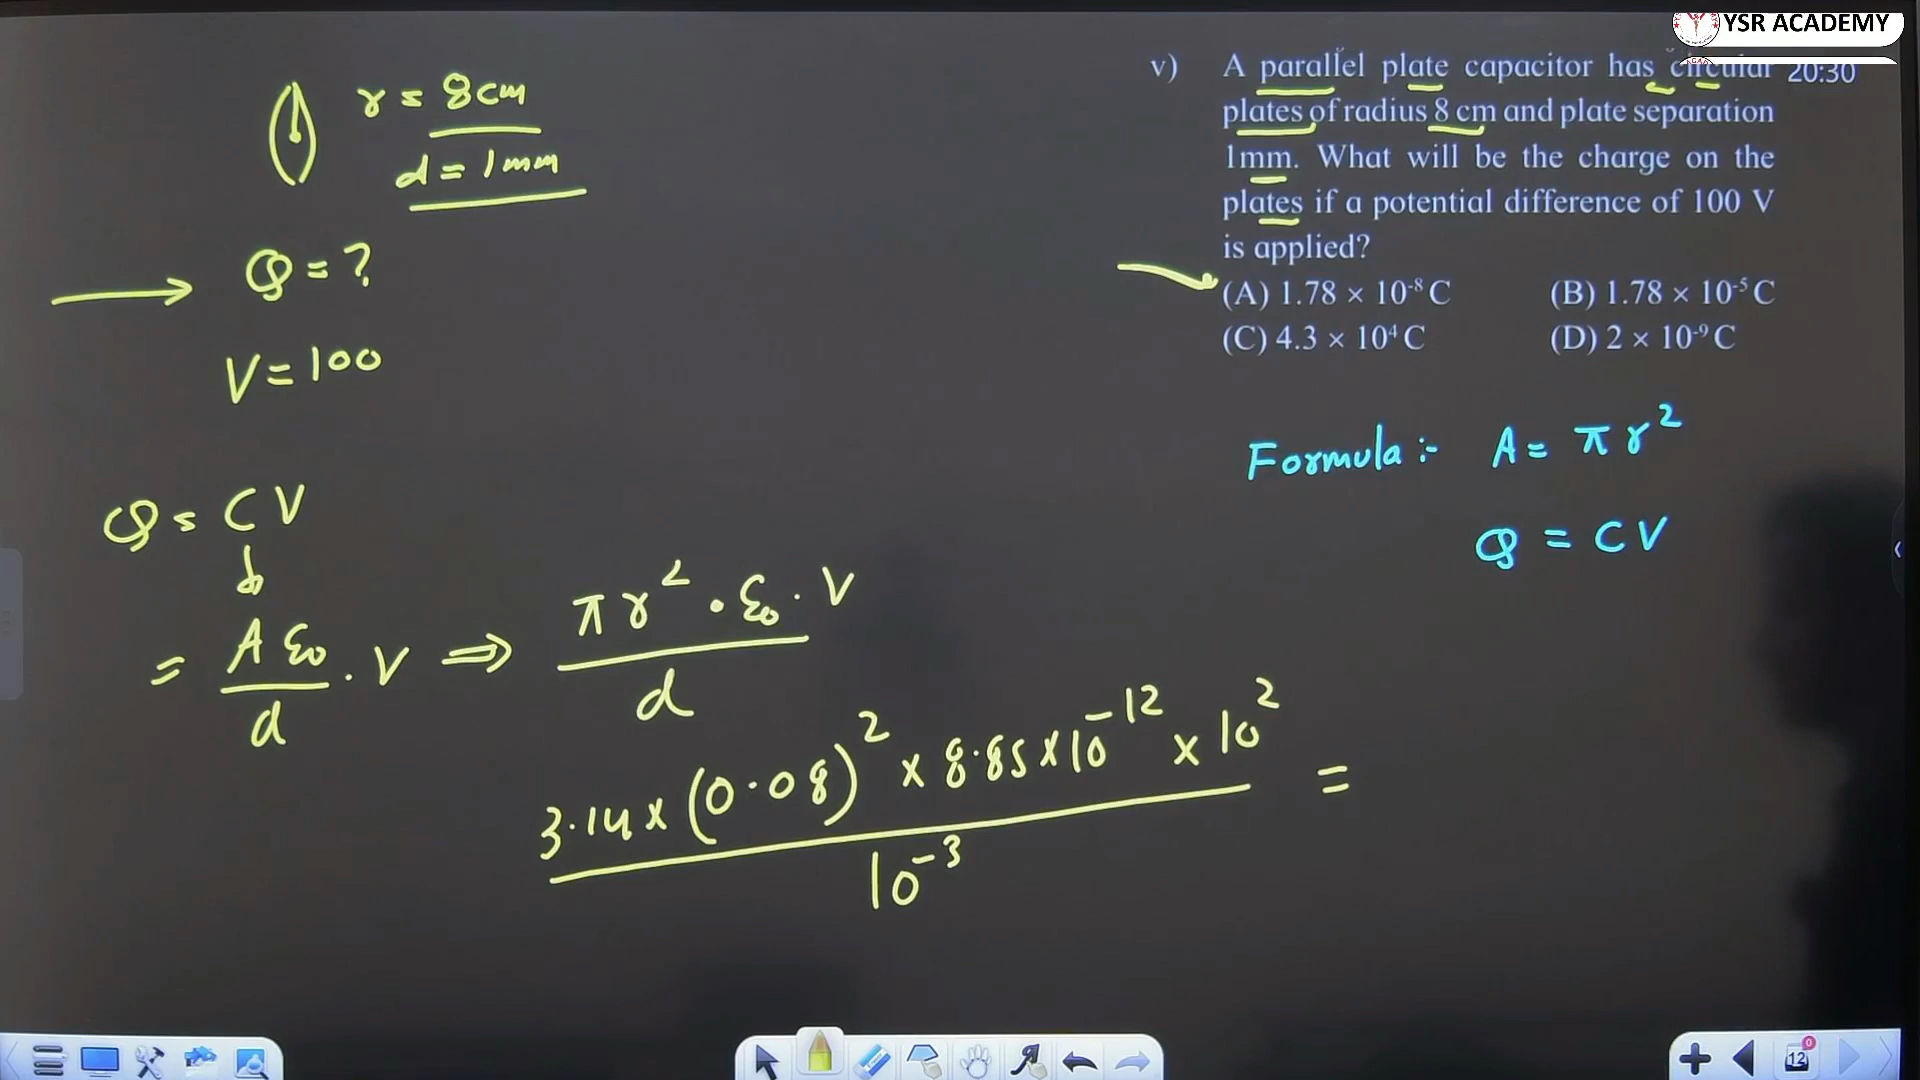 YSR ACADEMY
v) A parallel plate capacitor has circular 20:30
plates of radius 8 cm and plate separation
1mm. What will be the charge on the
plates if a potential difference of 100 V
is applied?
(A) 1.78 × 10⁻⁸ C (B) 1.78 × 10⁻⁵ C
(C) 4.3 × 10⁴ C (D) 2 × 10⁻⁹ C
r = 8cm
d = 1mm
Q = ?
V = 100
Formula :- A = πr²
Q = CV
Q = CV
= Aε₀/d . V ⇒ πr² . ε₀ . V / d
3.14 × (0.08)² × 8.85 × 10⁻¹² × 10² / 10⁻³ =
12
0